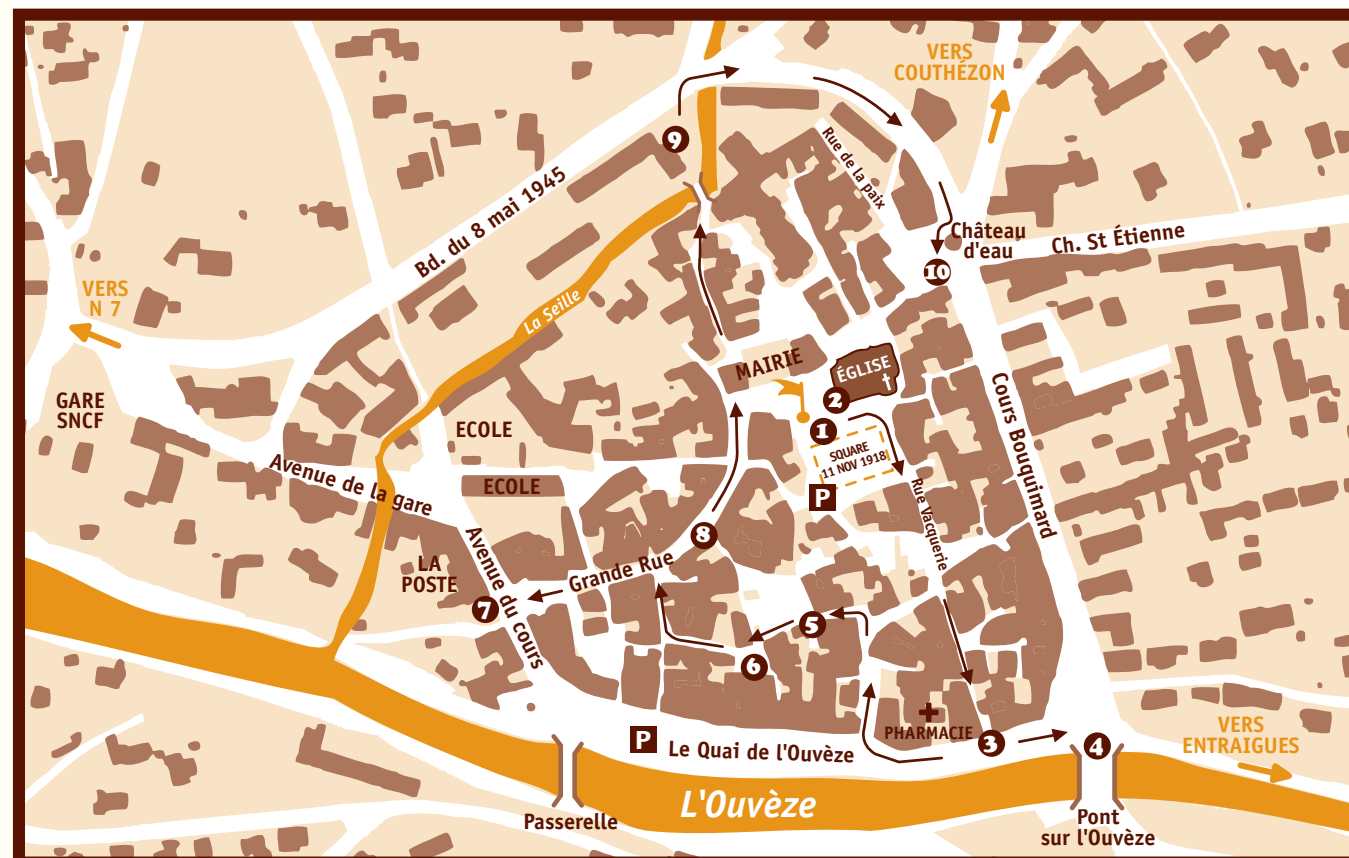 VERS
COUTHÉZON
9
Rue de la paix
Bd. du 8 mai 1945
Château
d'eau
Ch. St Étienne
10
VERS
N 7
La Seille
MAIRIE
ÉGLISE
2
1
GARE
SNCF
ECOLE
SQUARE
11 NOV 1918
Cours Bouquimard
Avenue de la gare
ECOLE
P
Rue Vacquerie
8
LA
POSTE
Avenue du cours
Grande Rue
7
5
6
PHARMACIE
3
4
VERS
ENTRAIGUES
P
Le Quai de l'Ouvèze
L'Ouvèze
Passerelle
Pont
sur l'Ouvèze